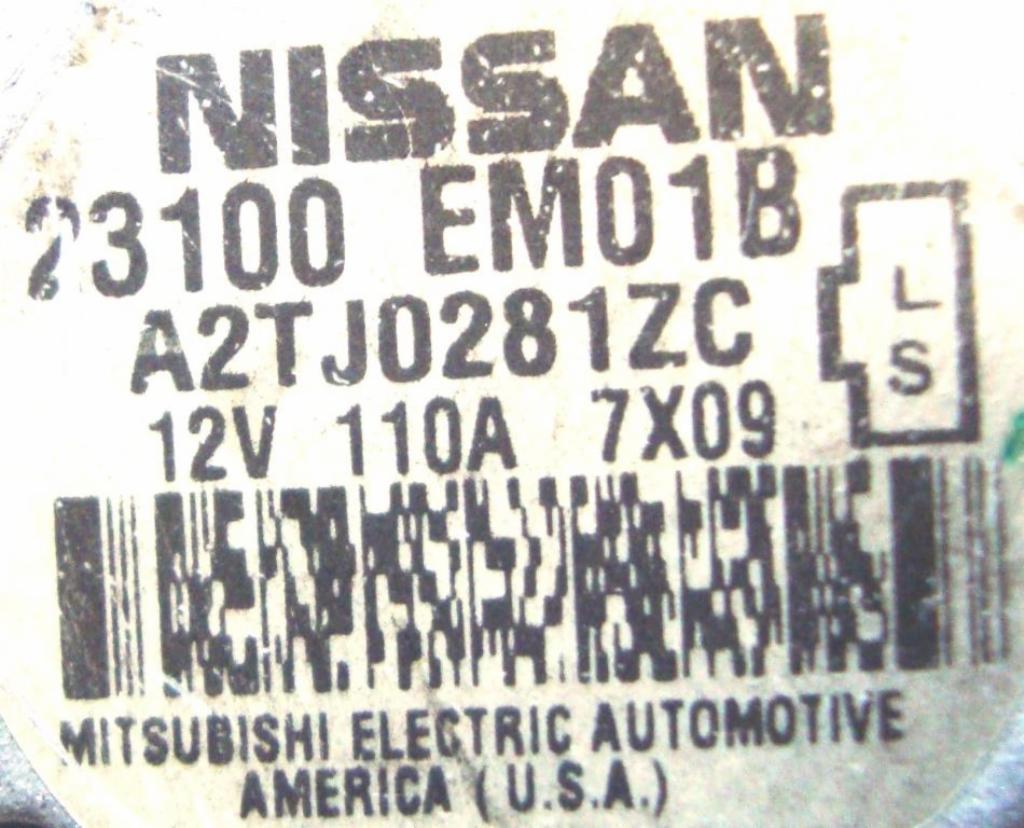 NISSAN
23100 EM01B
A2TJ0281ZC
L
S
12V 110A 7X09
MITSUBISHI ELECTRIC AUTOMOTIVE
AMERICA (U.S.A.)